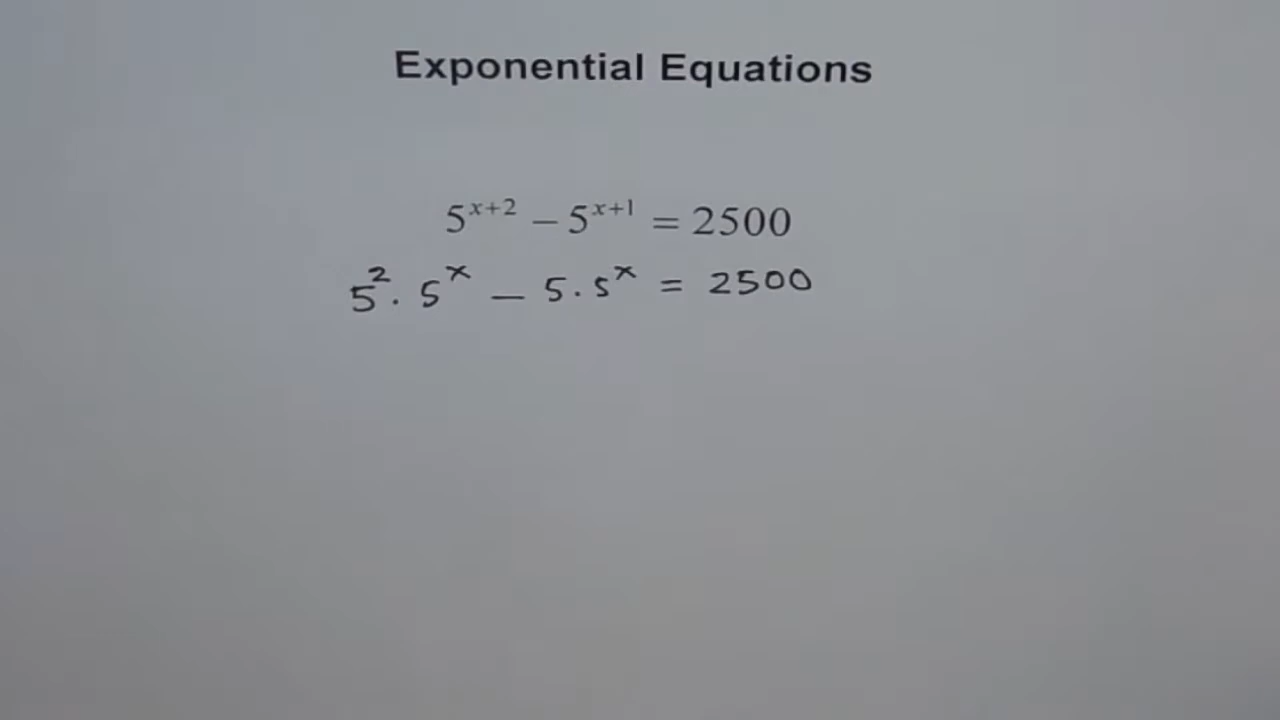 Exponential Equations
5^{x+2} − 5^{x+1} = 2500
5^2 · 5^x − 5 · 5^x = 2500